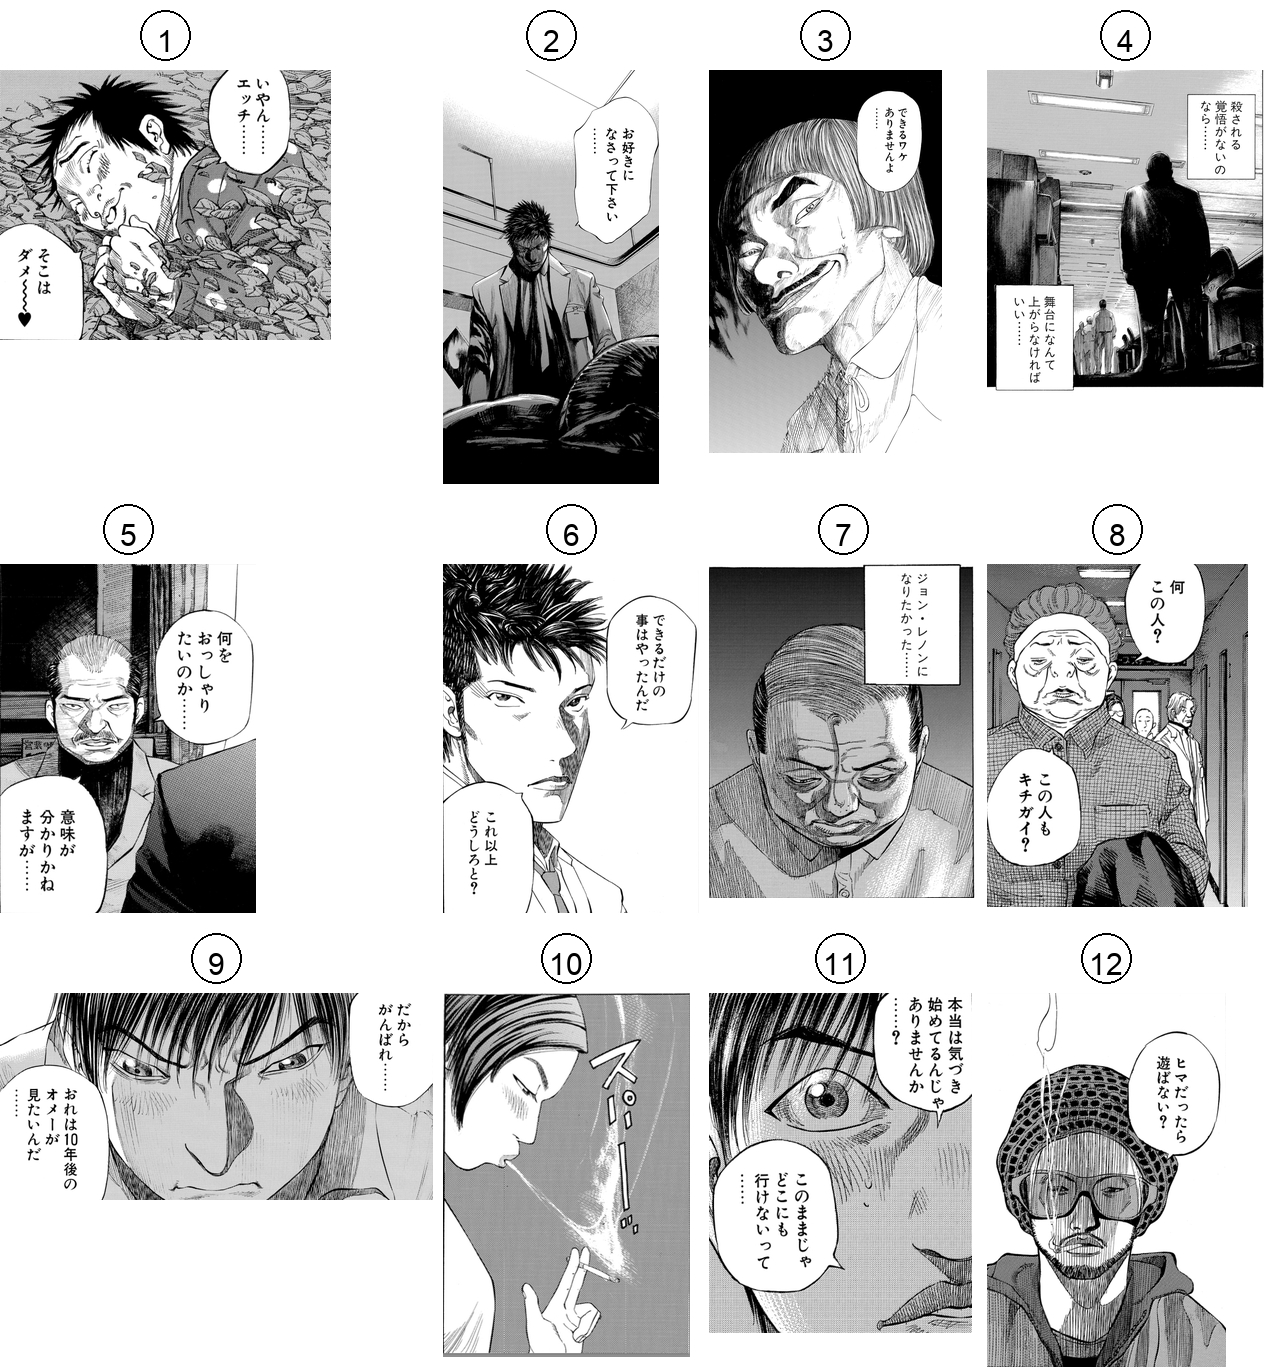 1
いやん……
エッチ……
そこは
ダメ~~~♥
2
お好きに
なさって下さい
……
3
できるワケ
ありませんよ
……
4
殺される
覚悟がないの
なら……
舞台になんて
上がらなければ
いい……
5
何を
おっしゃり
たいのか……
意味が
分かりかね
ますが……
6
できるだけの
事はやったんだ
これ以上
どうしろと?
7
ジョン・レノンに
なりたかった……
8
何
この人?
この人も
キチガイ?
9
だから
がんばれ……
おれは10年後の
オメーが
見たいんだ
……
10
スパーー゛
11
本当は気づき
始めてるんじゃ
ありませんか
……?
このままじゃ
どこにも
行けないって
……
12
ヒマだったら
遊ばない?